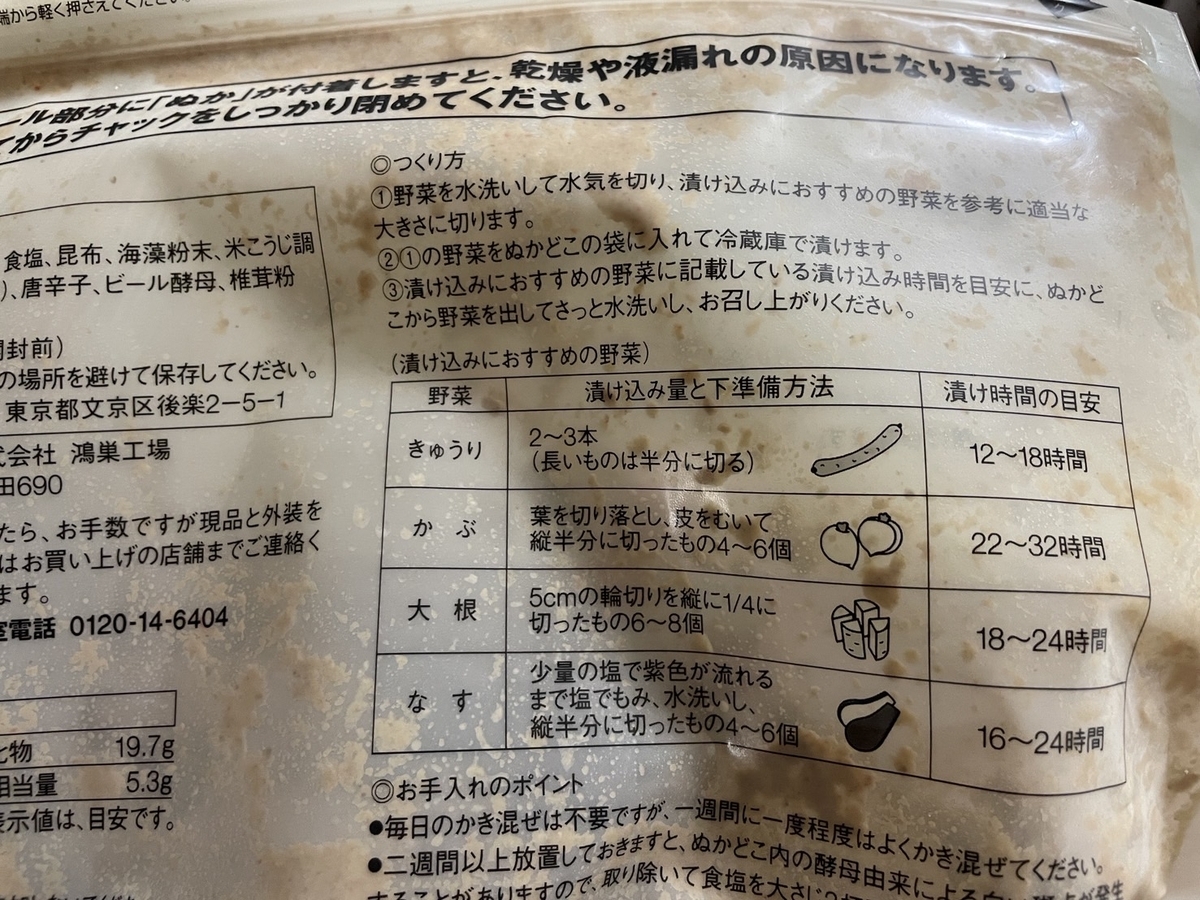 端から軽く押さえてください。
ール部分に「ぬか」が付着しますと、乾燥や液漏れの原因になります。
てからチャックをしっかり閉めてください。
食塩、昆布、海藻粉末、米こうじ調
)、唐辛子、ビール酵母、椎茸粉
開封前)
の場所を避けて保存してください。
東京都文京区後楽2-5-1
式会社 鴻巣工場
田690
たら、お手数ですが現品と外装を
はお買い上げの店舗までご連絡く
ます。
室電話 0120-14-6404
化物 19.7g
相当量 5.3g
表示値は、目安です。
◎つくり方
①野菜を水洗いして水気を切り、漬け込みにおすすめの野菜を参考に適当な
大きさに切ります。
②①の野菜をぬかどこの袋に入れて冷蔵庫で漬けます。
③漬け込みにおすすめの野菜に記載している漬け込み時間を目安に、ぬかど
こから野菜を出してさっと水洗いし、お召し上がりください。
(漬け込みにおすすめの野菜)
野菜 漬け込み量と下準備方法 漬け時間の目安
きゅうり 2〜3本
(長いものは半分に切る) 12〜18時間
かぶ 葉を切り落とし、皮をむいて
縦半分に切ったもの4〜6個 22〜32時間
大根 5cmの輪切りを縦に1/4に
切ったもの6〜8個 18〜24時間
なす 少量の塩で紫色が流れる
まで塩でもみ、水洗いし、
縦半分に切ったもの4〜6個 16〜24時間
◎お手入れのポイント
●毎日のかき混ぜは不要ですが、一週間に一度程度はよくかき混ぜてください。
●二週間以上放置しておきますと、ぬかどこ内の酵母由来による白い斑点が発生
することがありますので、取り除いて食塩を大さじ